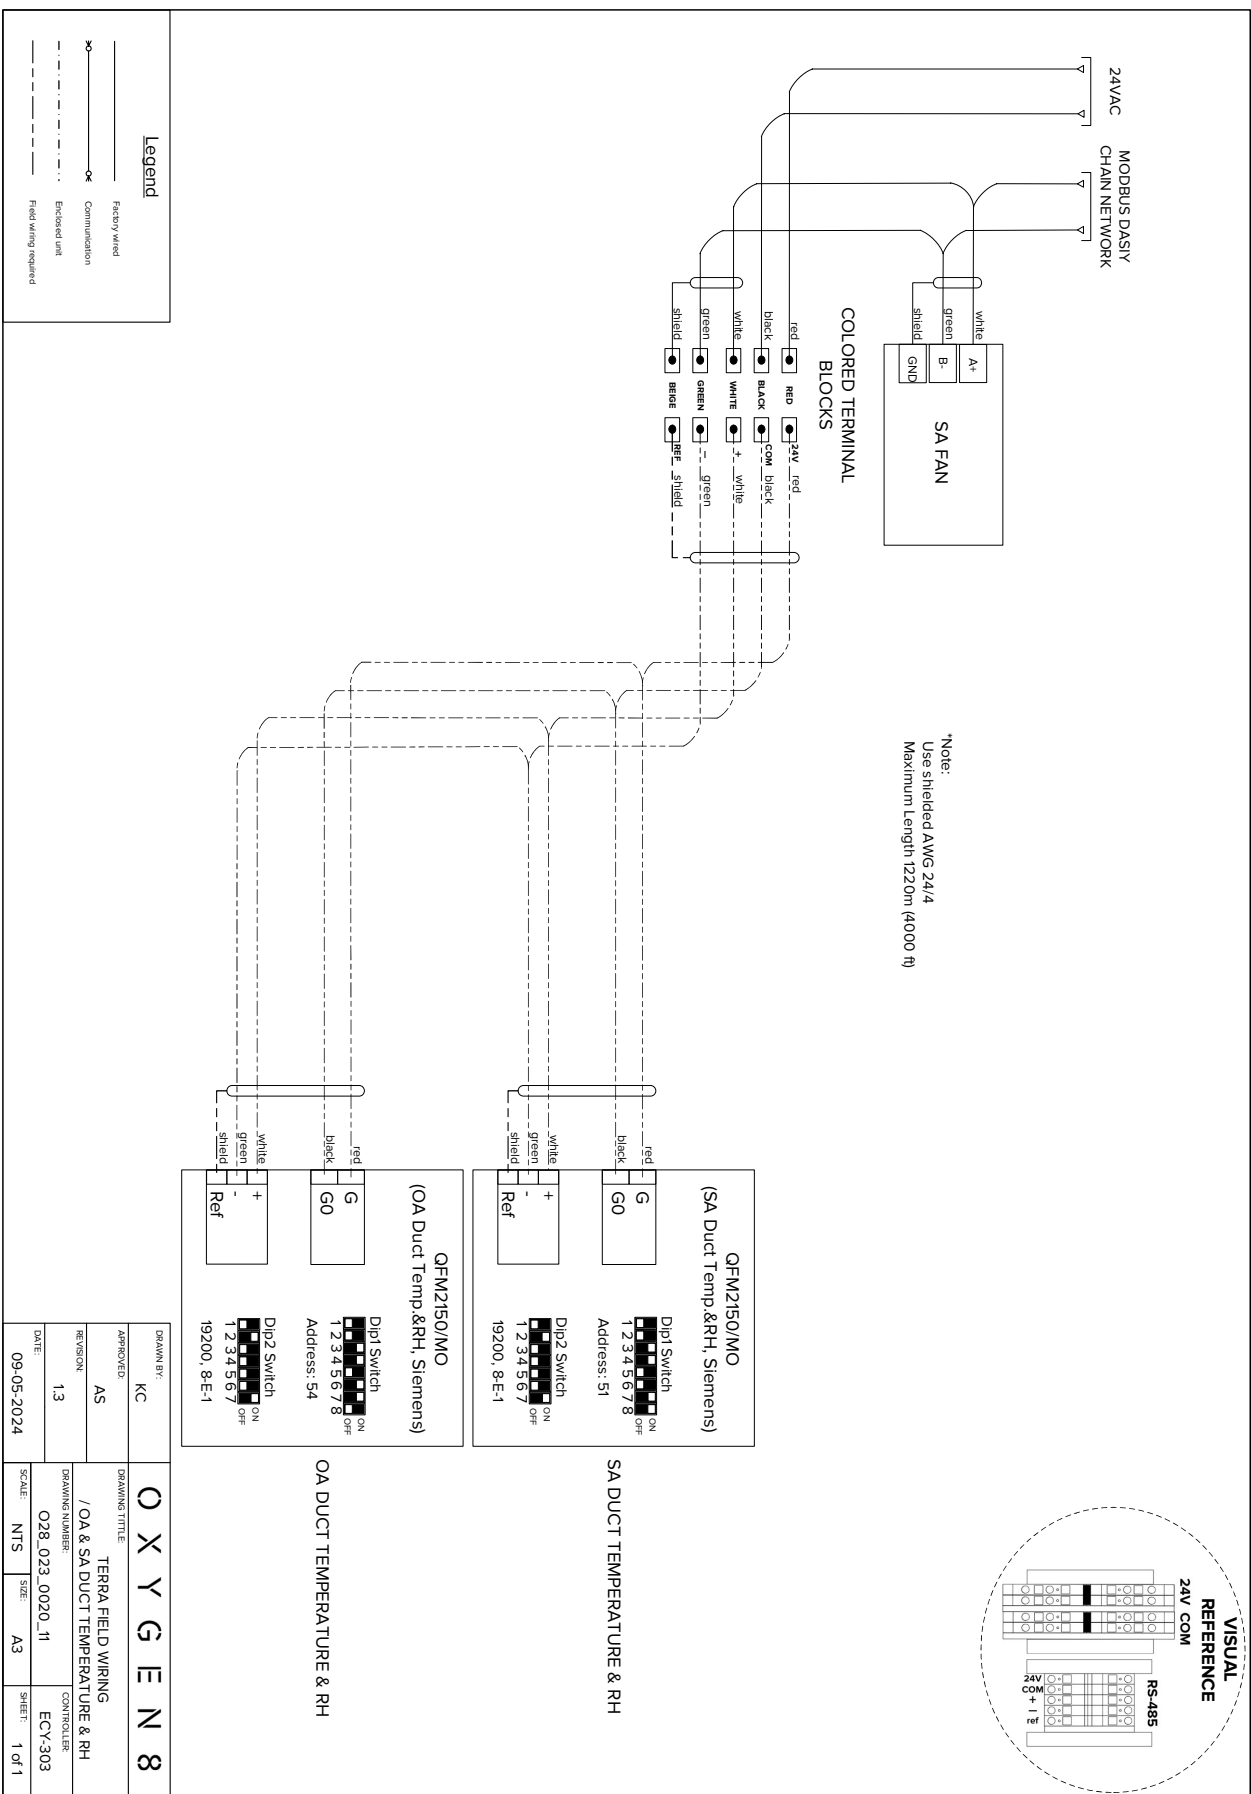 24VAC
MODBUS DASIY
CHAIN NETWORK
SA FAN
A+
B-
GND
white
green
shield
COLORED TERMINAL
BLOCKS
red
black
white
green
shield
RED
BLACK
WHITE
GREEN
BEIGE
24V
COM
+
-
REF
red
black
white
green
shield
*Note:
Use shielded AWG 24/4
Maximum Length 1220m (4000 ft)
VISUAL
REFERENCE
24V COM
RS-485
24V
COM
+
-
ref
QFM2150/MO
(SA Duct Temp.&RH, Siemens)
red
black
white
green
shield
G
G0
+
-
Ref
Dip1 Switch
ON
OFF
1 2 3 4 5 6 7 8
Address: 51
Dip2 Switch
ON
OFF
1 2 3 4 5 6 7
19200, 8-E-1
SA DUCT TEMPERATURE & RH
QFM2150/MO
(OA Duct Temp.&RH, Siemens)
red
black
white
green
shield
G
G0
+
-
Ref
Dip1 Switch
ON
OFF
1 2 3 4 5 6 7 8
Address: 54
Dip2 Switch
ON
OFF
1 2 3 4 5 6 7
19200, 8-E-1
OA DUCT TEMPERATURE & RH
Legend
Factory wired
Communication
Enclosed unit
Field wiring required
DRAWN BY:
KC
APPROVED:
AS
REVISION:
1.3
DATE:
09-05-2024
OXYGEN8
DRAWING TITTLE:
TERRA FIELD WIRING
/ OA & SA DUCT TEMPERATURE & RH
DRAWING NUMBER:
O28_023_0020_11
CONTROLLER:
ECY-303
SCALE:
NTS
SIZE:
A3
SHEET:
1 of 1